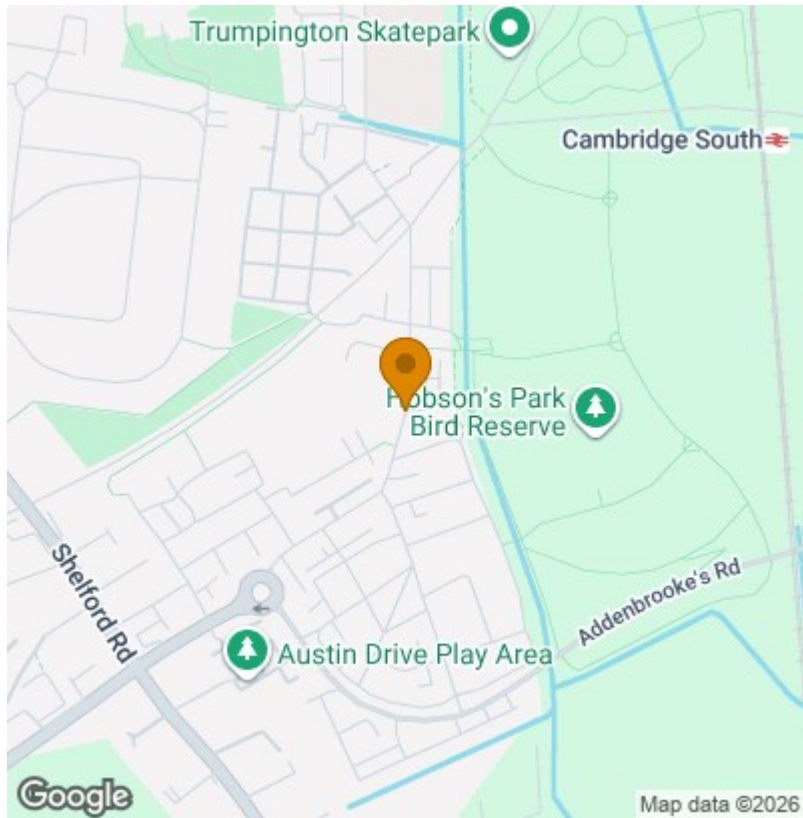 Trumpington Skatepark
Cambridge South
Hobson's Park
Bird Reserve
Shelford Rd
Addenbrooke's Rd
Austin Drive Play Area
Google
Map data ©2026